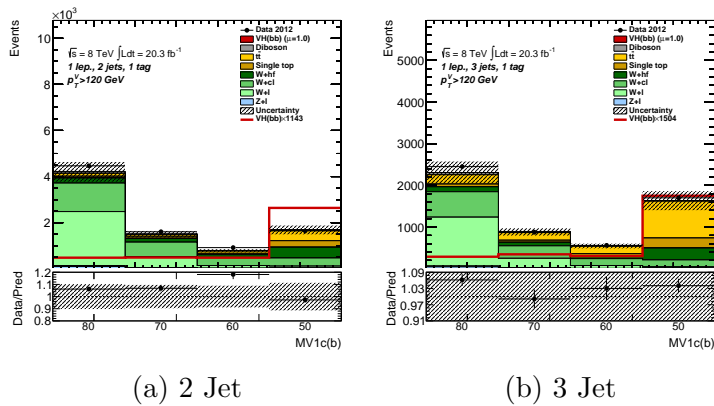 Events
×10³
10
8
6
4
2
√s = 8 TeV ∫Ldt = 20.3 fb⁻¹
1 lep., 2 jets, 1 tag
p_T^V>120 GeV
Data 2012
VH(bb) (μ=1.0)
Diboson
tt̄
Single top
W+hf
W+cl
W+l
Z+l
Uncertainty
VH(bb)×1143
Data/Pred
1.2
1.1
1
0.9
0.8
80
70
60
50
MV1c(b)
(a) 2 Jet
Events
5000
4000
3000
2000
1000
√s = 8 TeV ∫Ldt = 20.3 fb⁻¹
1 lep., 3 jets, 1 tag
p_T^V>120 GeV
Data 2012
VH(bb) (μ=1.0)
Diboson
tt̄
Single top
W+hf
W+cl
W+l
Z+l
Uncertainty
VH(bb)×1504
Data/Pred
1.09
1.03
0.97
0.91
80
70
60
50
MV1c(b)
(b) 3 Jet